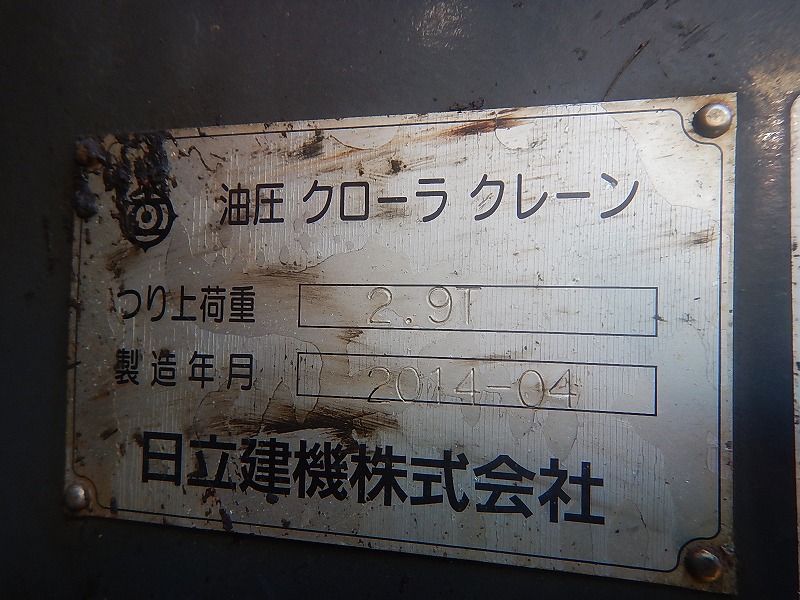 油圧 クローラ クレーン
つり上荷重 2.9T
製造年月 2014-04
日立建機株式会社